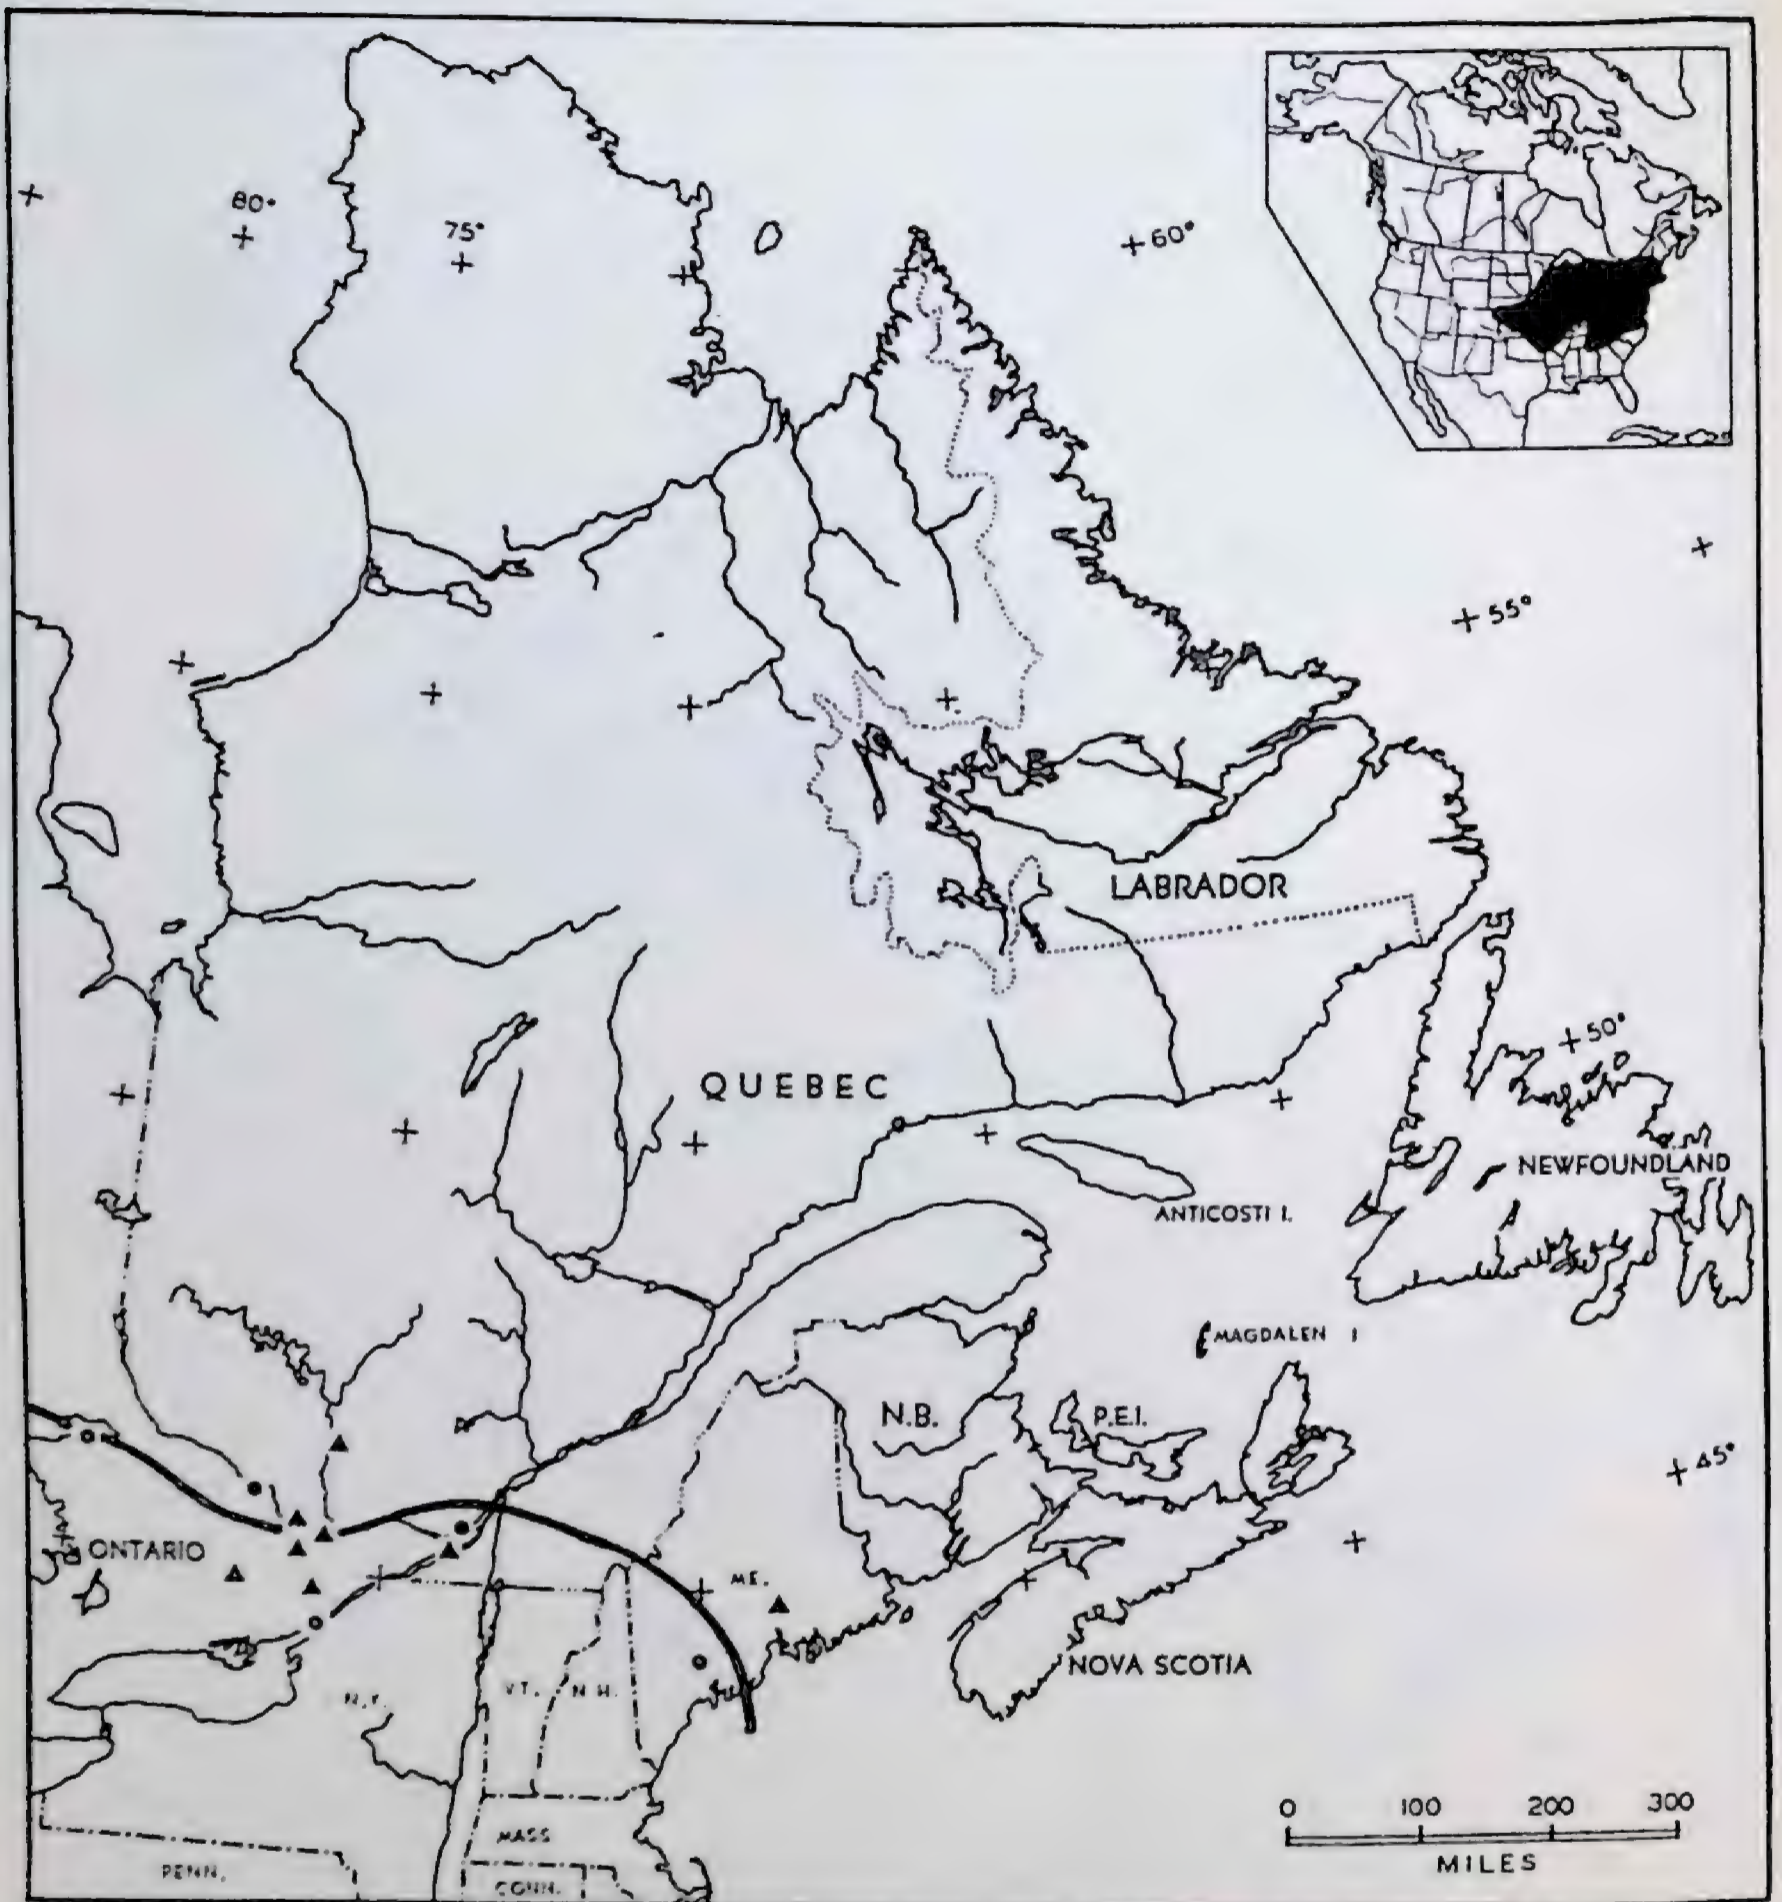 80°
75°
60°
55°
LABRADOR
50°
QUEBEC
NEWFOUNDLAND
ANTICOSTI I.
MAGDALEN I
N.B.
P.E.I.
45°
ONTARIO
ME.
NOVA SCOTIA
N.Y.
VT.
N.H.
0 100 200 300
MILES
MASS
PENN.
CONN.